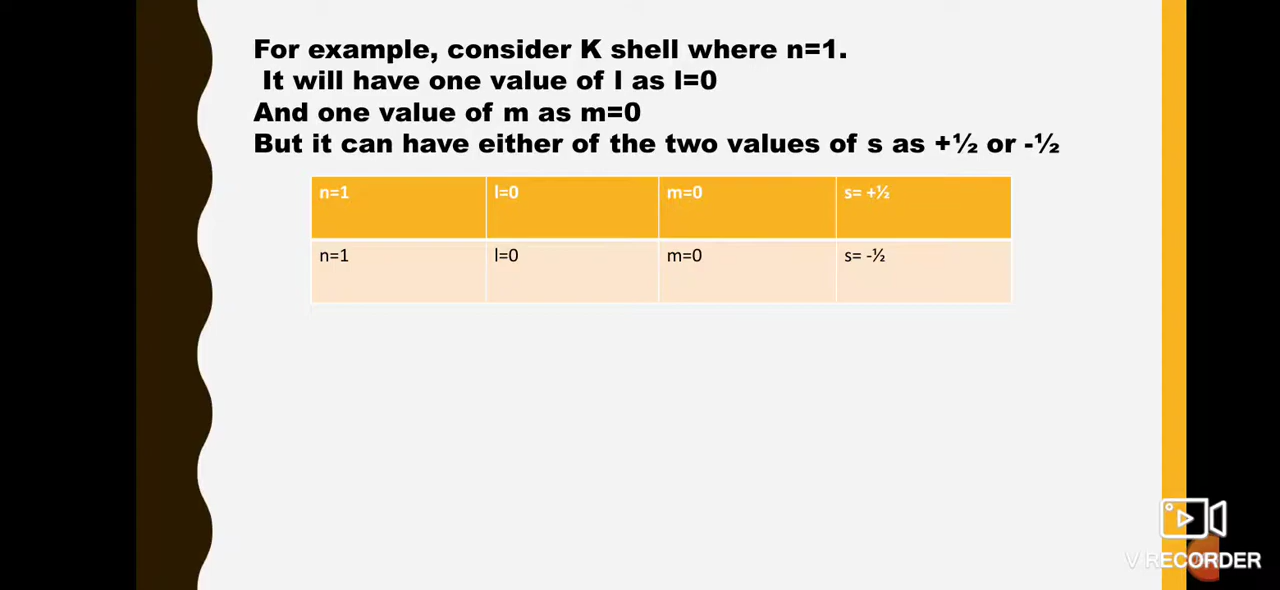 For example, consider K shell where n=1.
It will have one value of l as l=0
And one value of m as m=0
But it can have either of the two values of s as +½ or -½
n=1 l=0 m=0 s= +½
n=1 l=0 m=0 s= -½
V RECORDER